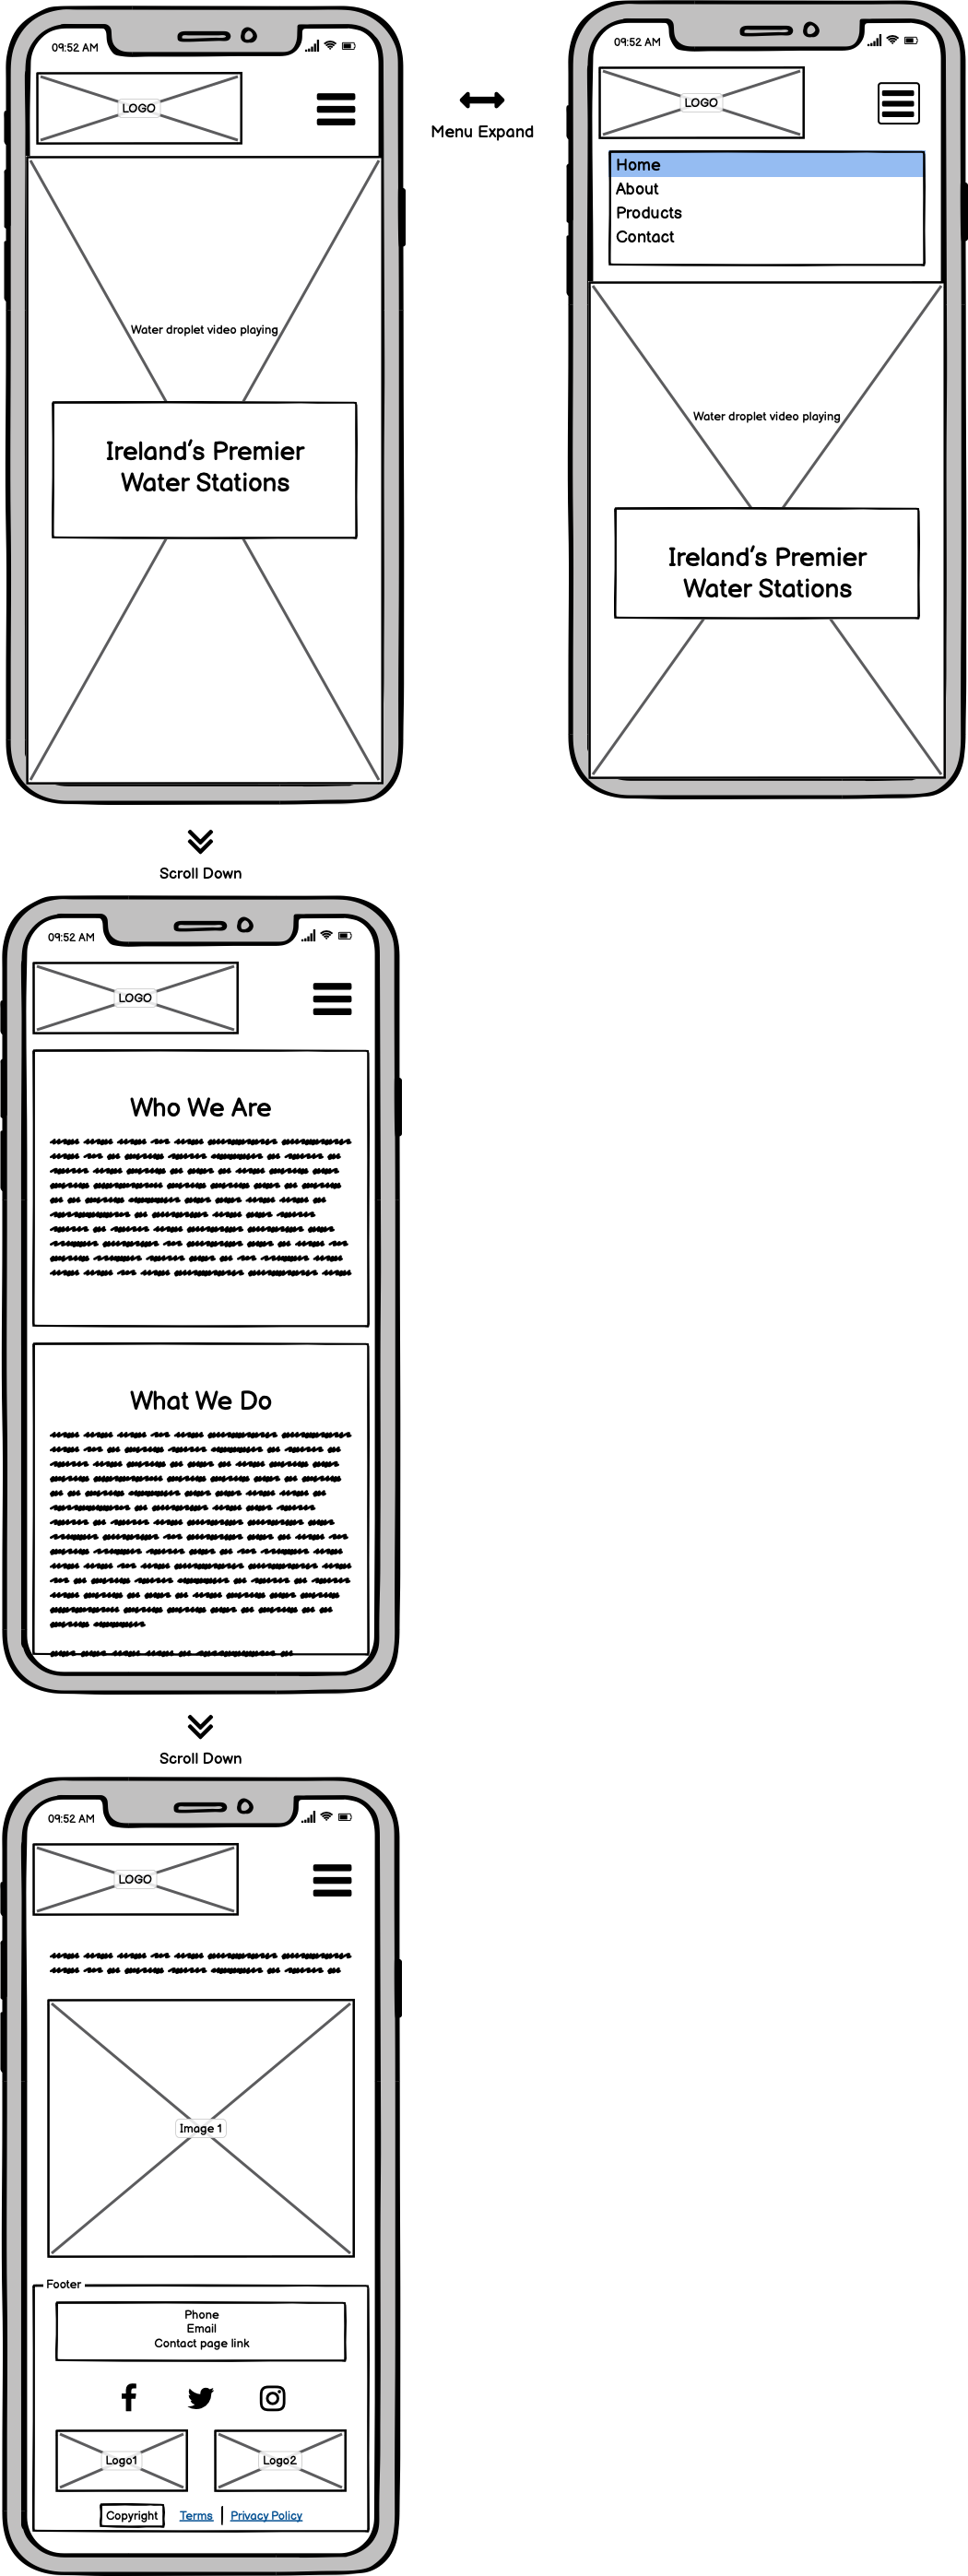 09:52 AM
LOGO
Water droplet video playing
Ireland's Premier
Water Stations
Menu Expand
09:52 AM
LOGO
Home
About
Products
Contact
Water droplet video playing
Ireland's Premier
Water Stations
Scroll Down
09:52 AM
LOGO
Who We Are
What We Do
Scroll Down
09:52 AM
LOGO
Image 1
Footer
Phone
Email
Contact page link
Logo1 Logo2
Copyright Terms | Privacy Policy